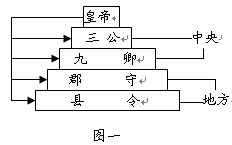 皇帝
三公 中央
九 卿
郡 守
县 令 地方
图一